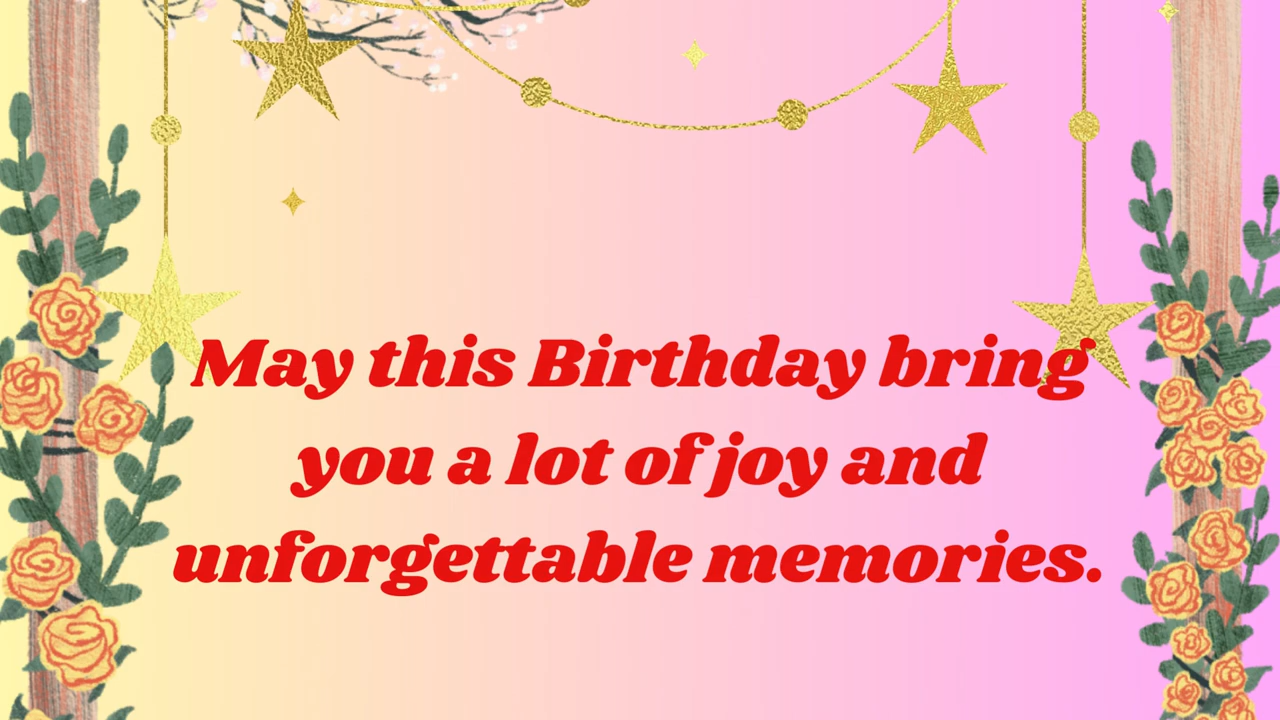 May this Birthday bring
you a lot of joy and
unforgettable memories.